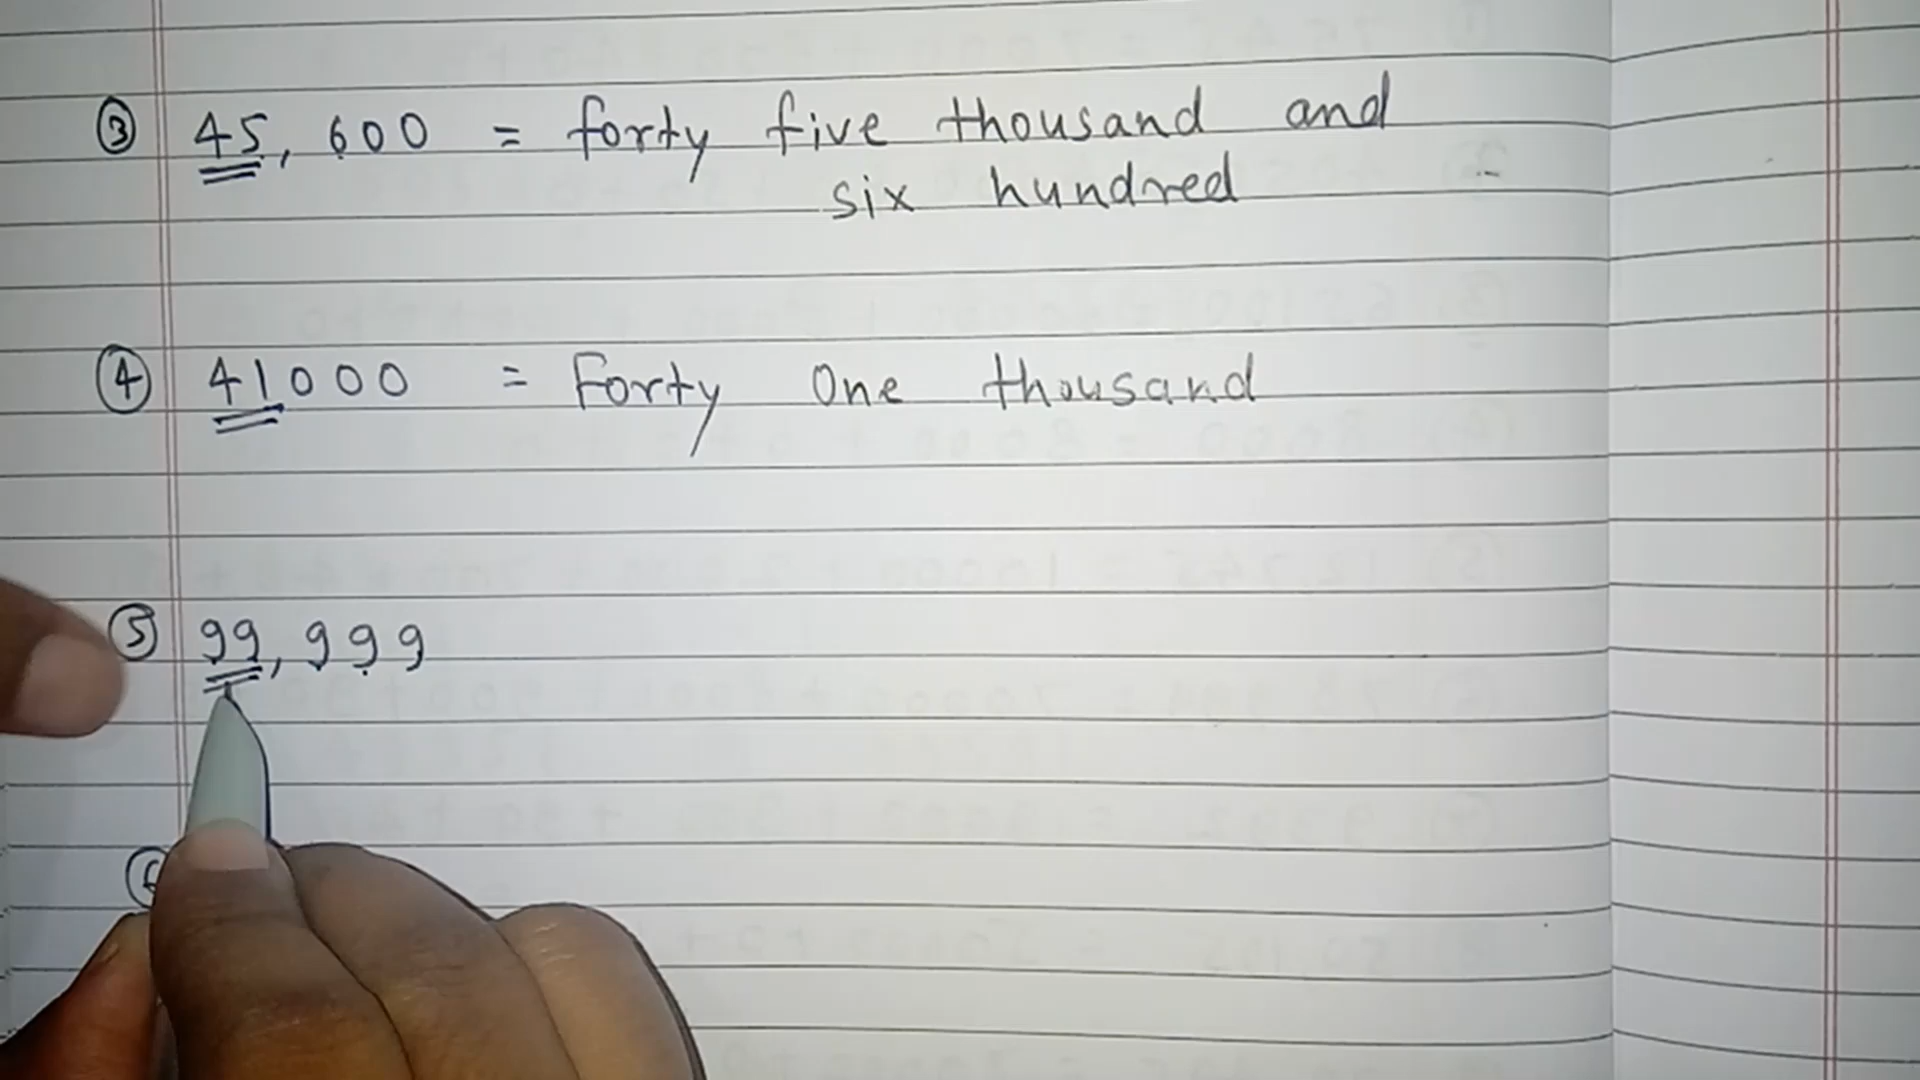 ③ 45,600 = forty five thousand and
six hundred
④ 41000 = Forty One thousand
⑤ 99,999